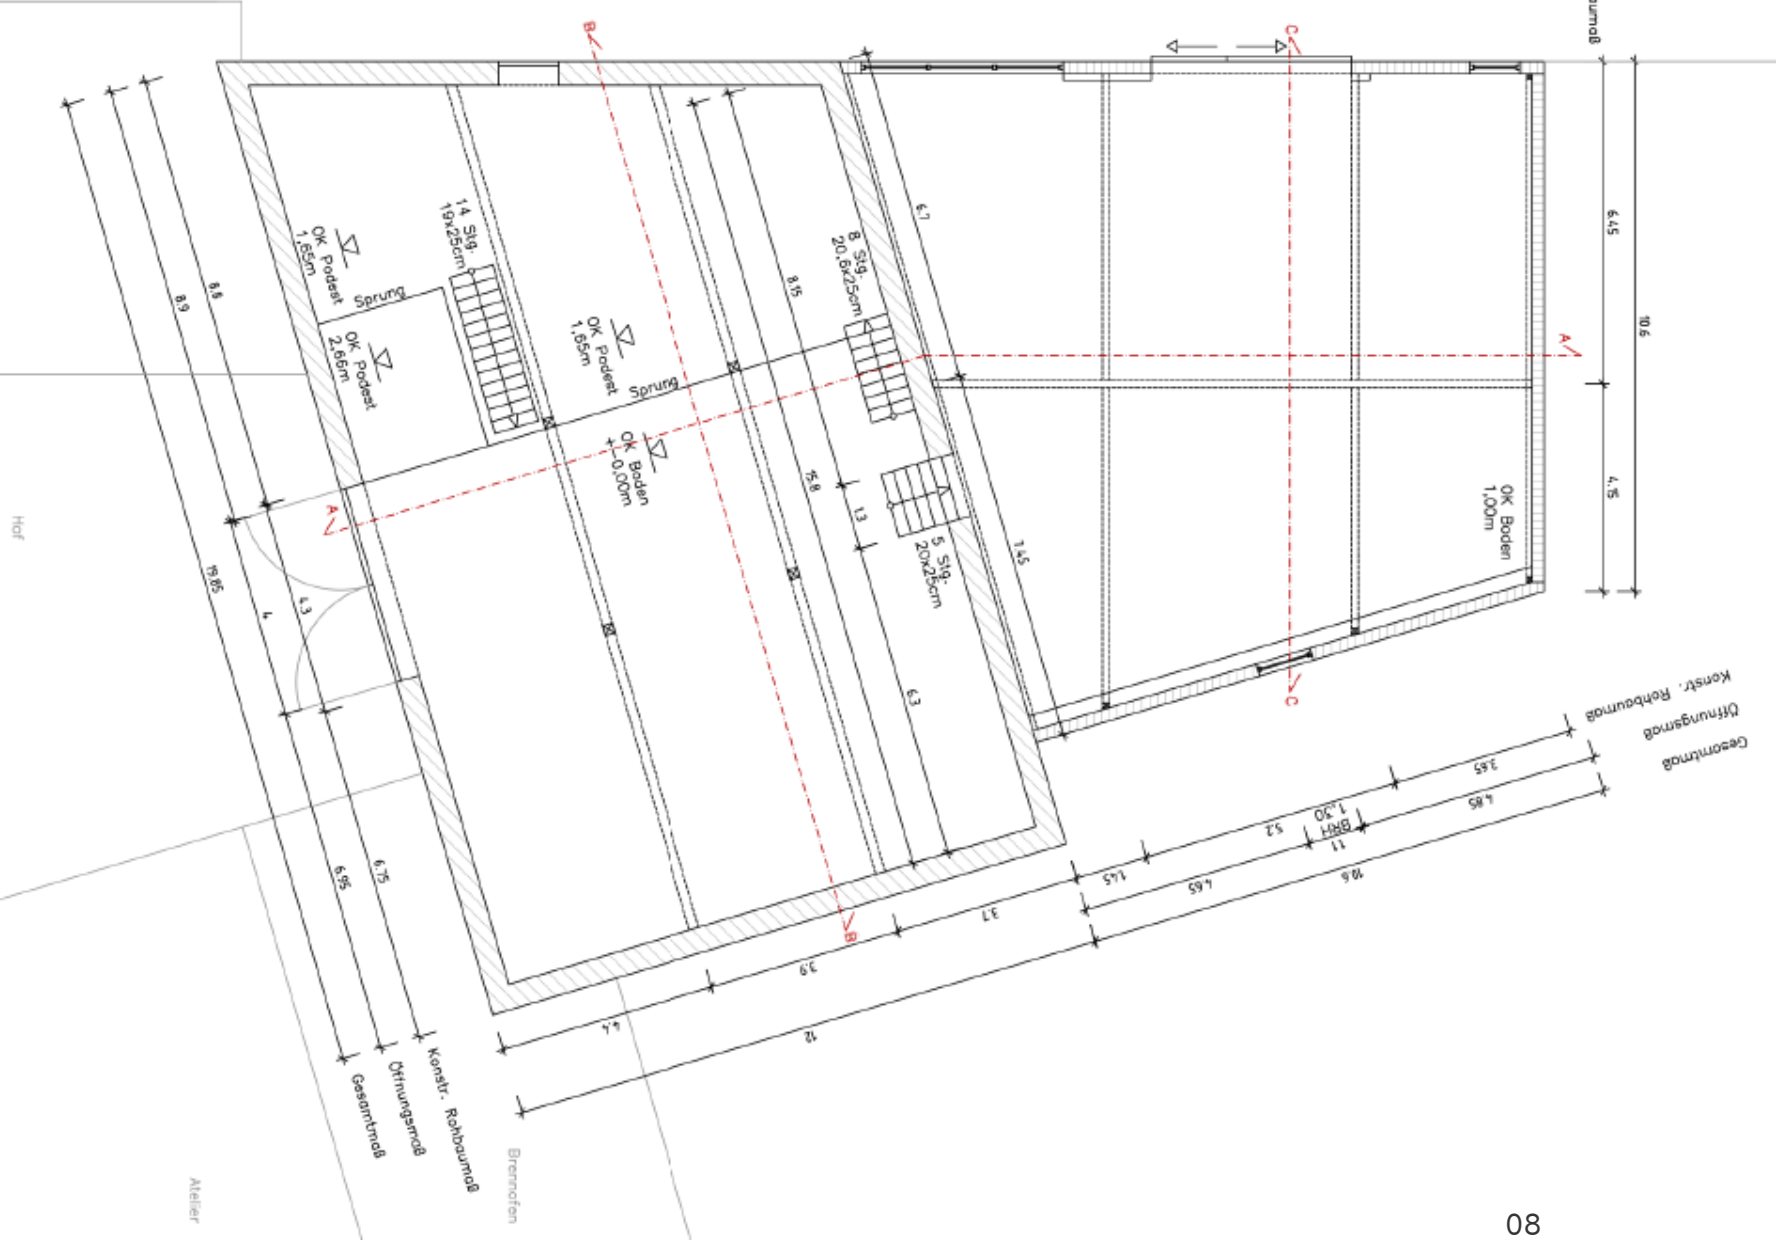 B
C
8.9
8.6
14 Stg.
19x25cm
OK Podest
1,65m
Sprung
OK Podest
2,66m
OK Podest
1,65m
Sprung
OK Boden
+-0,00m
8.15
8 Stg.
20,6x25cm
6.7
6.45
10.6
A
4.15
OK Boden
1,00m
15.8
1.3
5 Stg.
20x25cm
7.45
6.3
Hof
A
19.85
4
4.3
6.95
6.75
C
B
Konstr. Rohbaumaß
Öffnungsmaß
Gesamtmaß
3.65
4.85
5.2
BRH
1,30
1.1
10.6
1.45
4.65
3.7
3.9
4.4
12
Konstr. Rohbaumaß
Öffnungsmaß
Gesamtmaß
Brennofen
Atelier
08